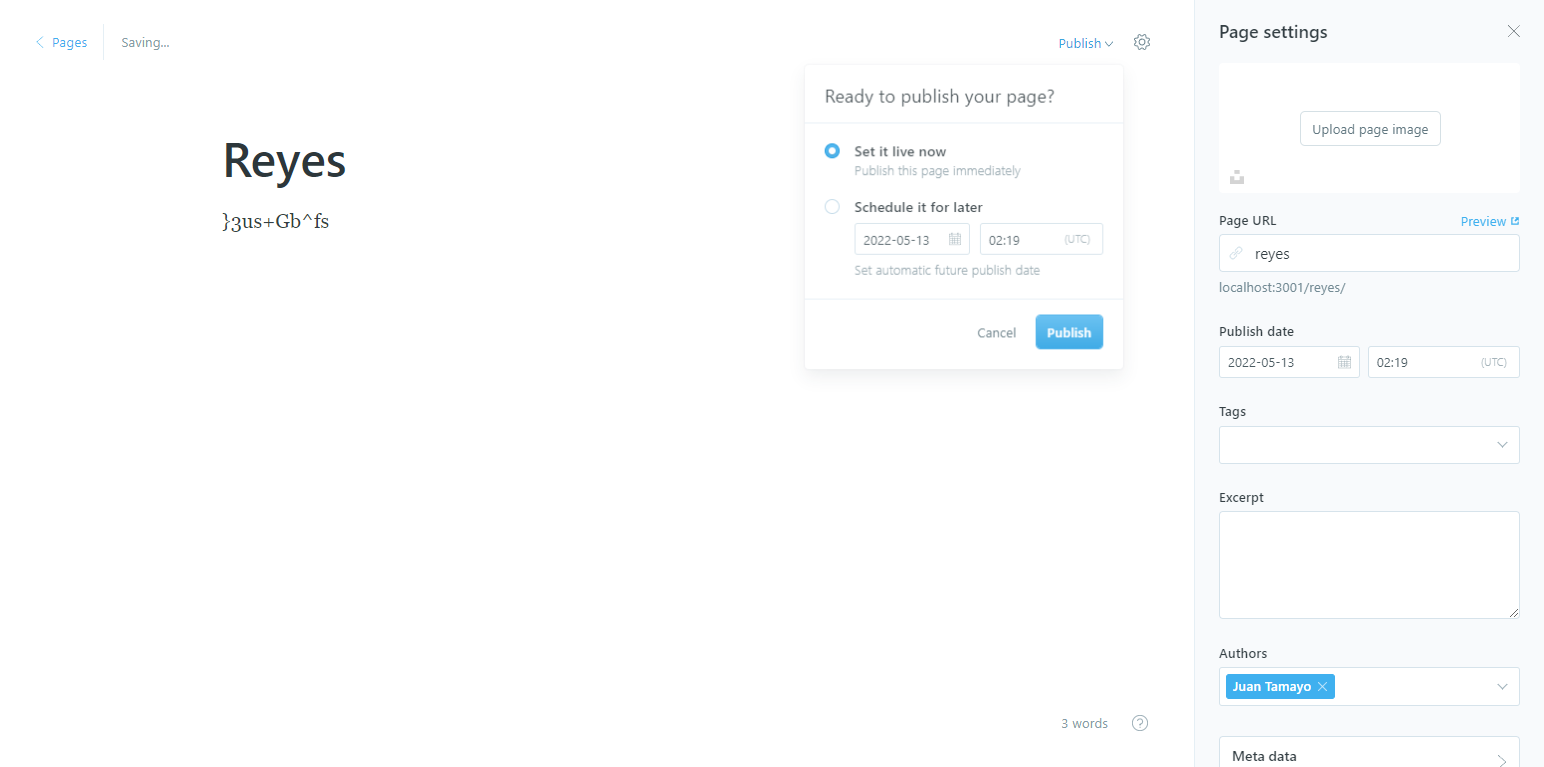 Pages
Saving...
Publish
Reyes
}3us+Gb^fs
Ready to publish your page?
Set it live now
Publish this page immediately
Schedule it for later
2022-05-13
02:19
(UTC)
Set automatic future publish date
Cancel
Publish
3 words
?
Page settings
Upload page image
Page URL
Preview
reyes
localhost:3001/reyes/
Publish date
2022-05-13
02:19
(UTC)
Tags
Excerpt
Authors
Juan Tamayo
Meta data